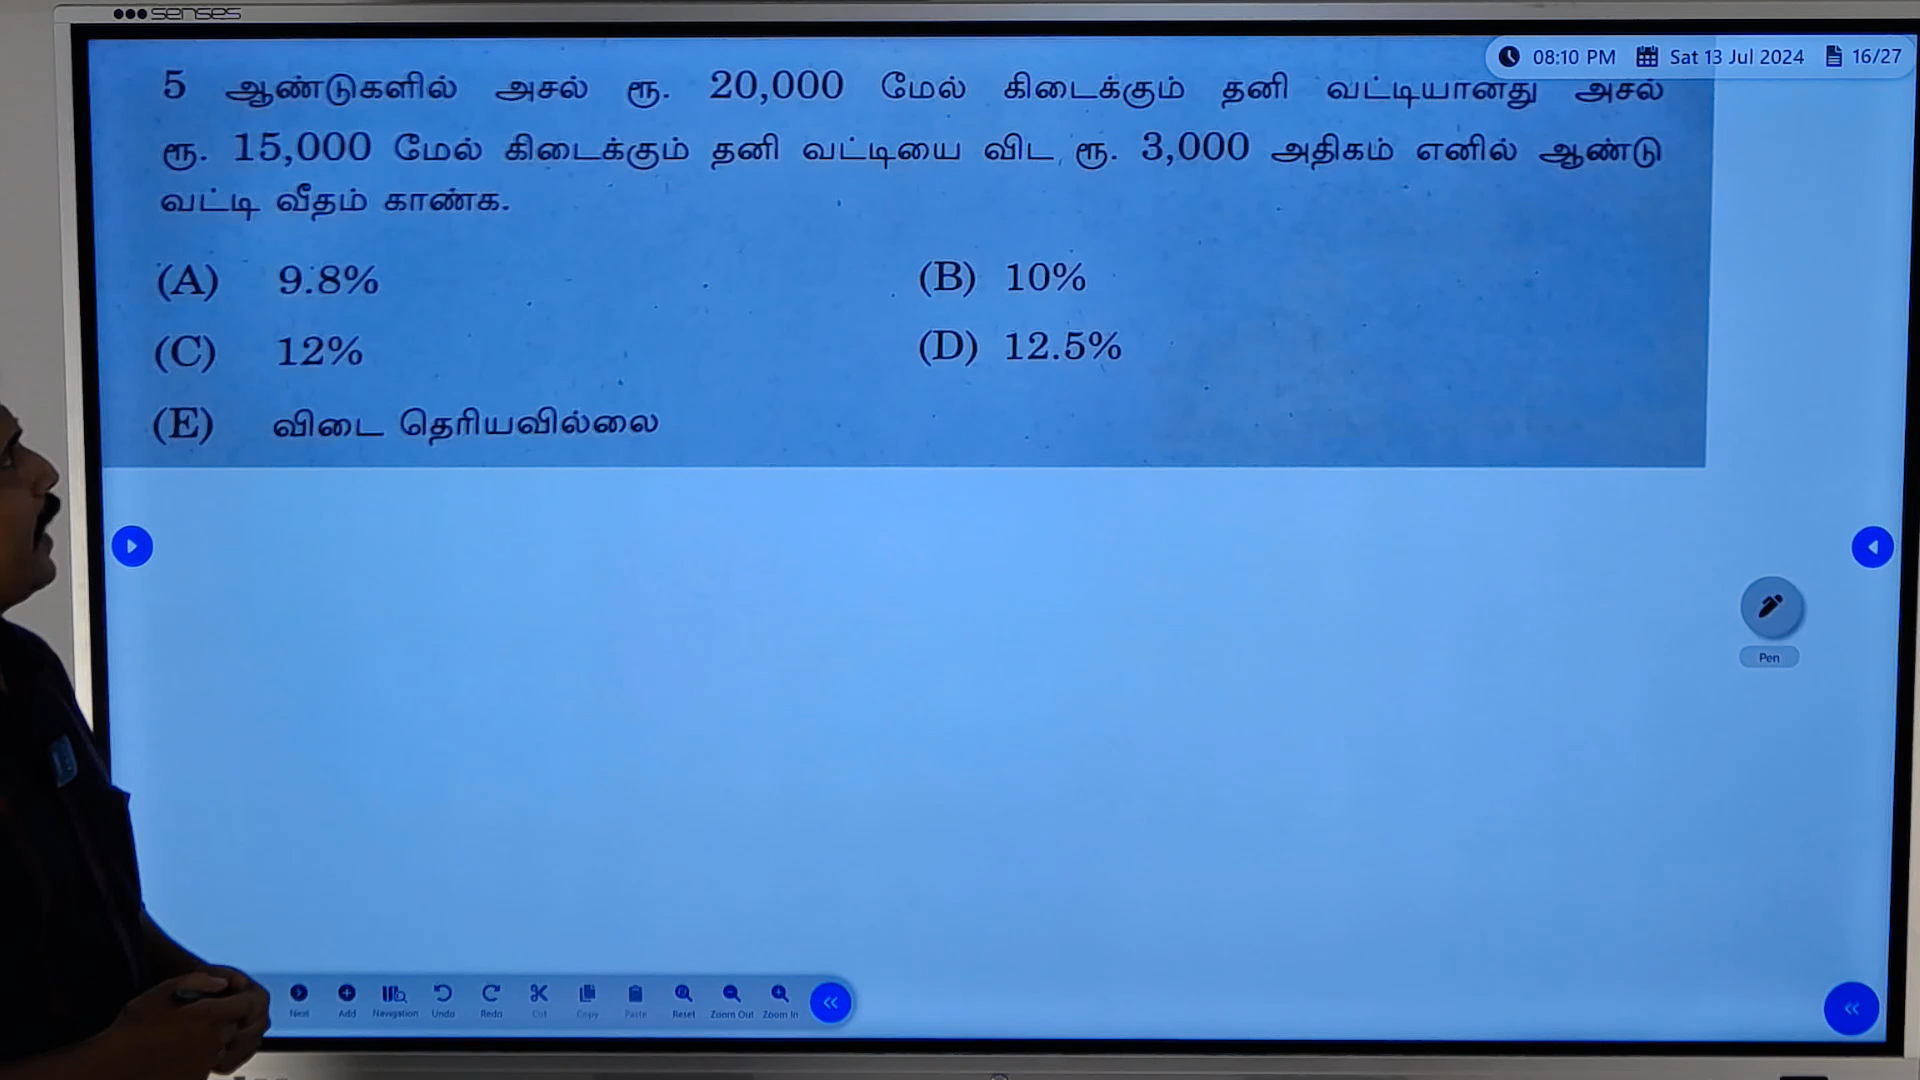 senses
08:10 PM Sat 13 Jul 2024 16/27
5 ஆண்டுகளில் அசல் ரூ. 20,000 மேல் கிடைக்கும் தனி வட்டியானது அசல்
ரூ. 15,000 மேல் கிடைக்கும் தனி வட்டியை விட ரூ. 3,000 அதிகம் எனில் ஆண்டு
வட்டி வீதம் காண்க.
(A) 9.8% (B) 10%
(C) 12% (D) 12.5%
(E) விடை தெரியவில்லை
Pen
Next Add Navigation Undo Redo Cut Copy Paste Reset Zoom Out Zoom In